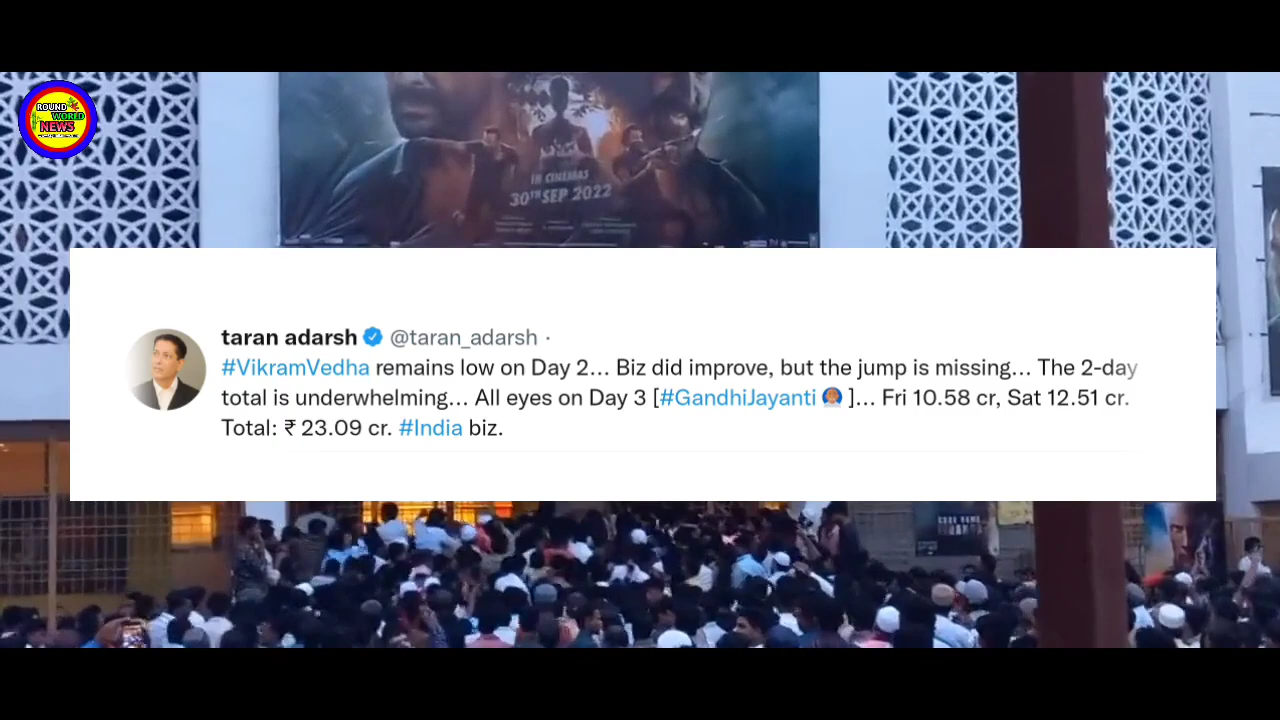 ROUND
WORLD
NEWS
IN CINEMAS
30TH SEP 2022
taran adarsh @taran_adarsh ·
#VikramVedha remains low on Day 2... Biz did improve, but the jump is missing... The 2-day
total is underwhelming... All eyes on Day 3 [#GandhiJayanti ]... Fri 10.58 cr, Sat 12.51 cr.
Total: ₹ 23.09 cr. #India biz.
CODE NAME